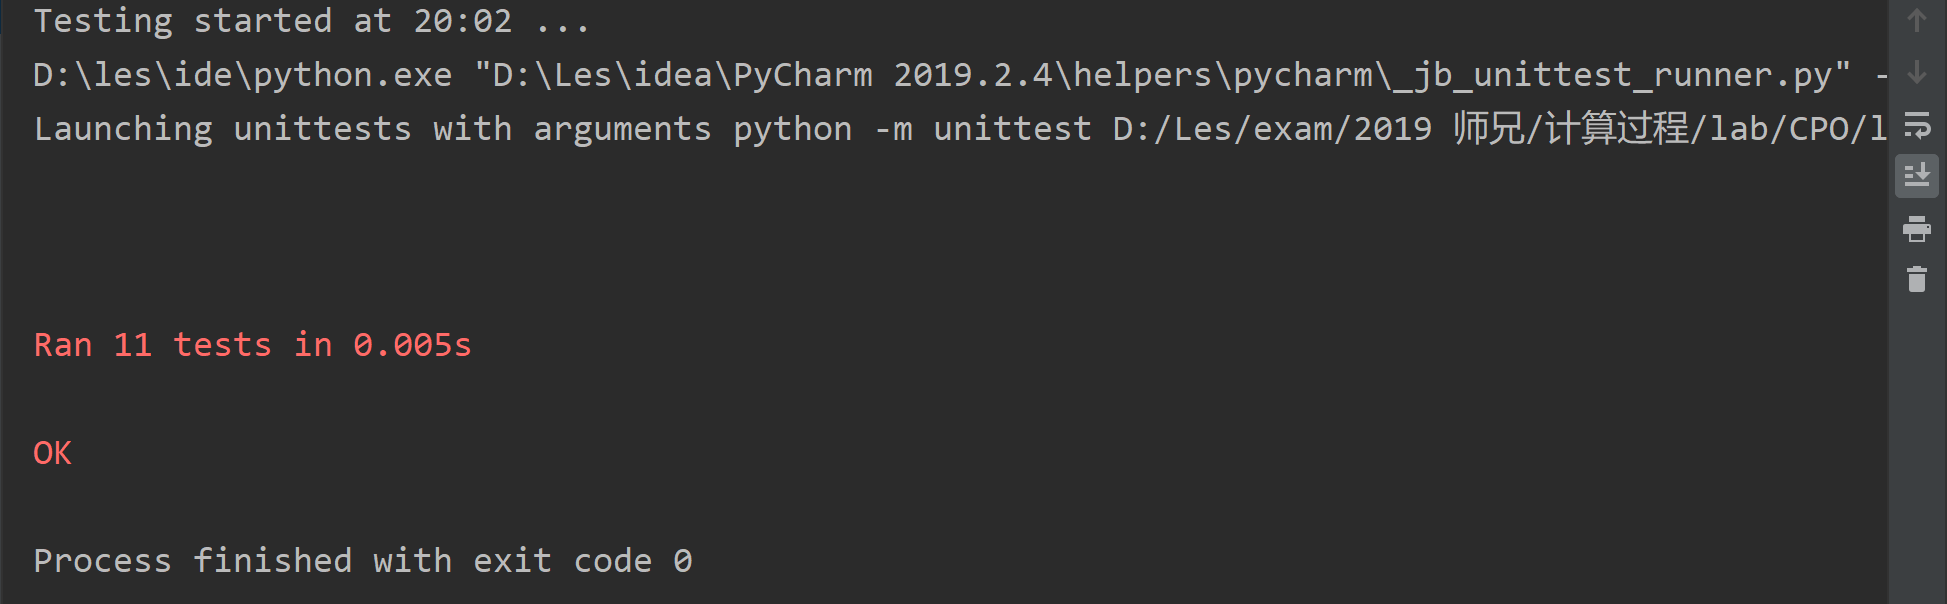 Testing started at 20:02 ...
D:\les\ide\python.exe "D:\Les\idea\PyCharm 2019.2.4\helpers\pycharm\_jb_unittest_runner.py" -
Launching unittests with arguments python -m unittest D:/Les/exam/2019 师兄/计算过程/lab/CPO/l
Ran 11 tests in 0.005s
OK
Process finished with exit code 0